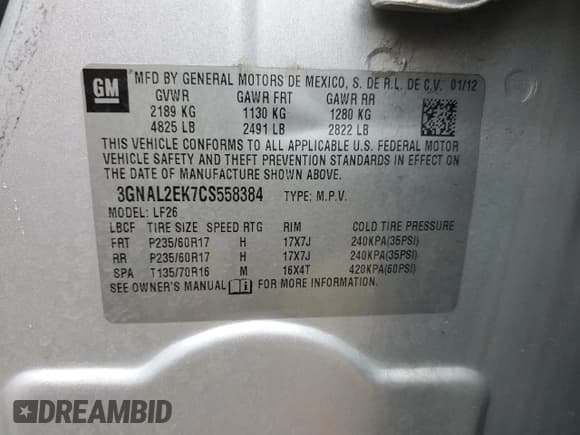 GM
MFD BY GENERAL MOTORS DE MEXICO, S. DE R.L. DE C.V. 01/12
GVWR GAWR FRT GAWR RR
2189 KG 1130 KG 1280 KG
4825 LB 2491 LB 2822 LB
THIS VEHICLE CONFORMS TO ALL APPLICABLE U.S. FEDERAL MOTOR
VEHICLE SAFETY AND THEFT PREVENTION STANDARDS IN EFFECT ON
THE DATE OF MANUFACTURE SHOWN ABOVE.
3GNAL2EK7CS558384 TYPE: M.P.V.
MODEL: LF26
LBCF TIRE SIZE SPEED RTG RIM COLD TIRE PRESSURE
FRT P235/60R17 H 17X7J 240KPA(35PSI)
RR P235/60R17 H 17X7J 240KPA(35PSI)
SPA T135/70R16 M 16X4T 420KPA(60PSI)
SEE OWNER'S MANUAL FOR MORE INFORMATION.
DREAMBID